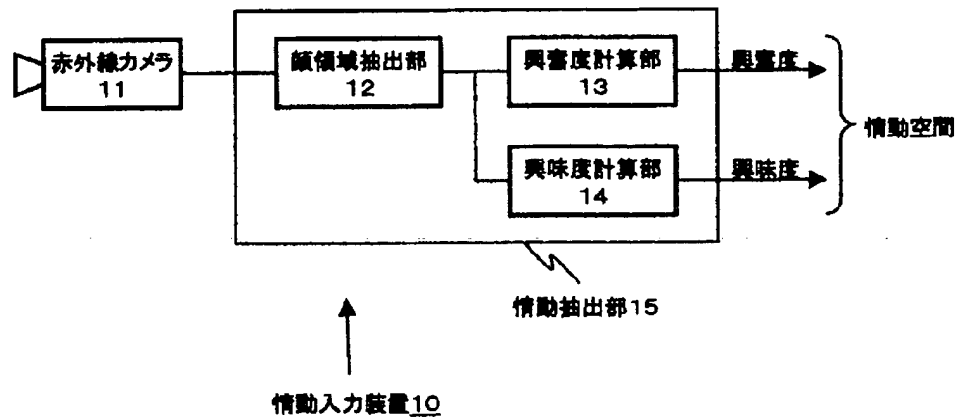 赤外線カメラ
11
顔領域抽出部
12
興奮度計算部
13
興奮度
興味度計算部
14
興味度
情動空間
情動抽出部15
情動入力装置10